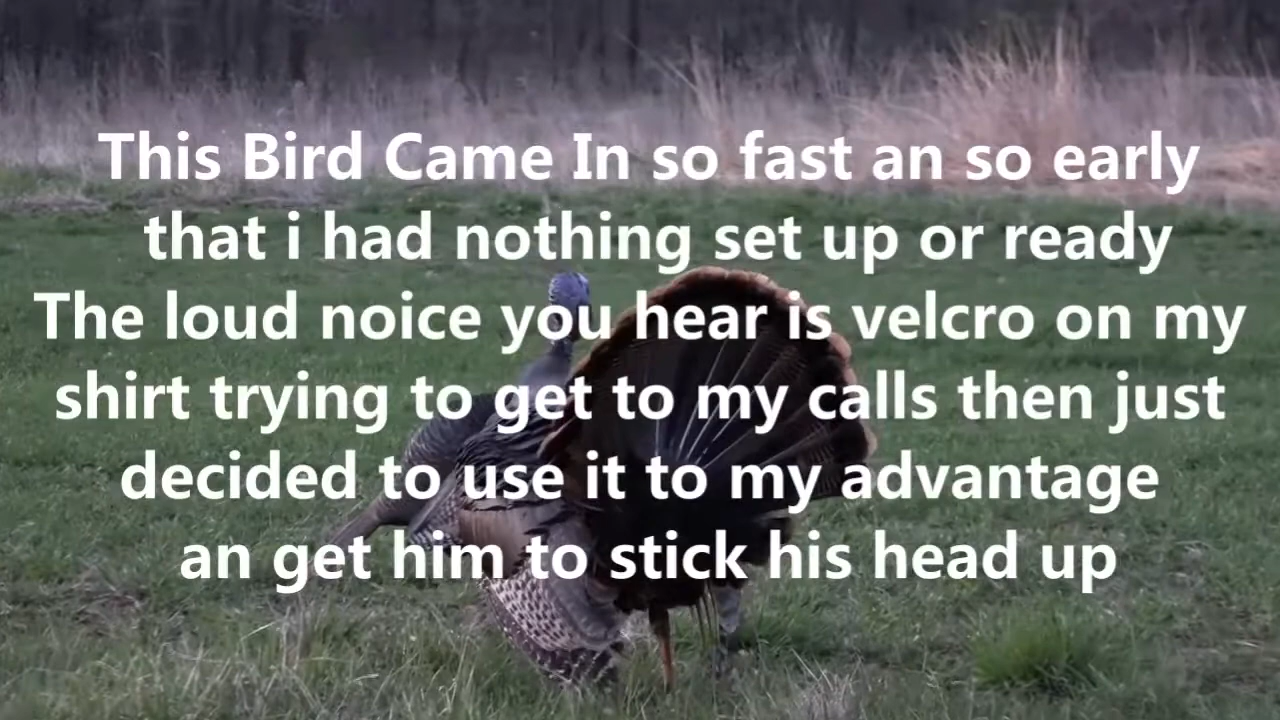 This Bird Came In so fast an so early
that i had nothing set up or ready
The loud noice you hear is velcro on my
shirt trying to get to my calls then just
decided to use it to my advantage
an get him to stick his head up